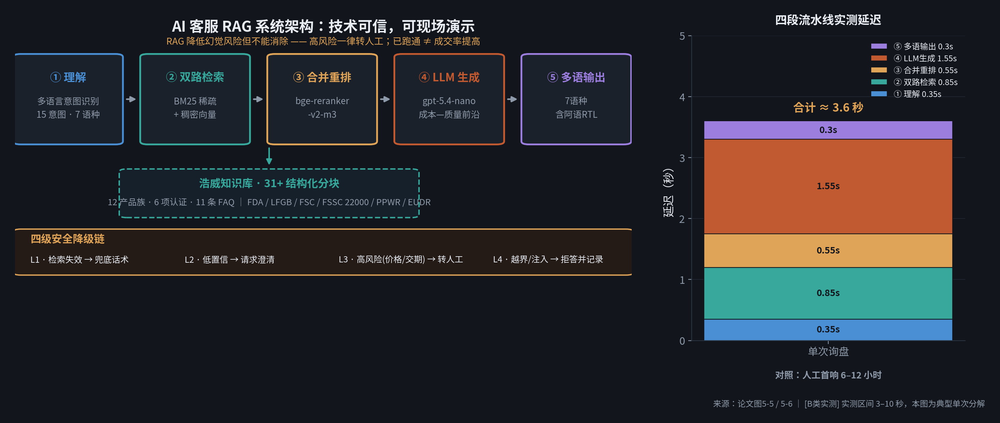 AI 客服 RAG 系统架构：技术可信，可现场演示
RAG 降低幻觉风险但不能消除 —— 高风险一律转人工；已跑通 ≠ 成交率提高
① 理解
多语言意图识别
15 意图 · 7 语种
② 双路检索
BM25 稀疏
+ 稠密向量
③ 合并重排
bge-reranker
-v2-m3
④ LLM 生成
gpt-5.4-nano
成本—质量前沿
⑤ 多语输出
7语种
含阿语RTL
浩威知识库 · 31+ 结构化分块
12 产品族 · 6 项认证 · 11 条 FAQ ｜ FDA / LFGB / FSC / FSSC 22000 / PPWR / EUDR
四级安全降级链
L1 · 检索失效 → 兜底话术
L2 · 低置信 → 请求澄清
L3 · 高风险(价格/交期) → 转人工
L4 · 越界/注入 → 拒答并记录
四段流水线实测延迟
⑤ 多语输出 0.3s
④ LLM生成 1.55s
③ 合并重排 0.55s
② 双路检索 0.85s
① 理解 0.35s
合计 ≈ 3.6 秒
延迟（秒）
5
4
3
2
1
0
0.3s
1.55s
0.55s
0.85s
0.35s
单次询盘
对照：人工首响 6–12 小时
来源：论文图5-5 / 5-6 ｜ [B类实测] 实测区间 3–10 秒，本图为典型单次分解